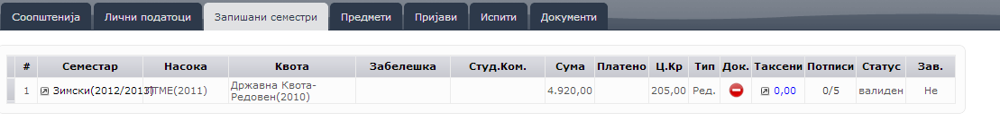 Соопштенија Лични податоци Запишани семестри Предмети Пријави Испити Документи
# Семестар Насока Квота Забелешка Студ.Ком. Сума Платено Ц.Кр Тип Док. Таксени Потписи Статус Зав.
1 Зимски(2012/2013) ПТМЕ(2011) Државна Квота- 4.920,00 205,00 Ред. 0,00 0/5 валиден Не
Редовен(2010)